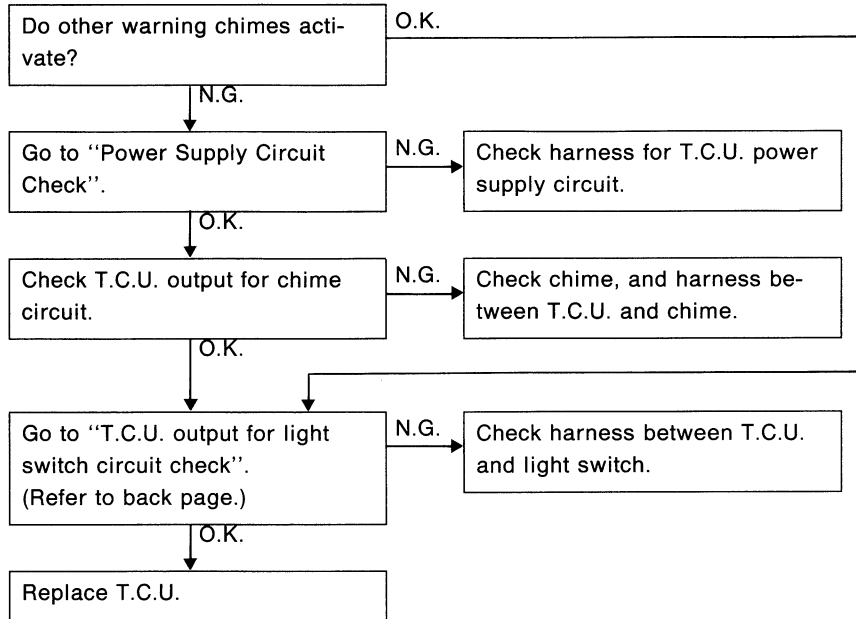 Do other warning chimes acti-
vate?
O.K.
N.G.
Go to ‘‘Power Supply Circuit
Check’’.
N.G.
Check harness for T.C.U. power
supply circuit.
O.K.
Check T.C.U. output for chime
circuit.
N.G.
Check chime, and harness be-
tween T.C.U. and chime.
O.K.
Go to ‘‘T.C.U. output for light
switch circuit check’’.
(Refer to back page.)
N.G.
Check harness between T.C.U.
and light switch.
O.K.
Replace T.C.U.